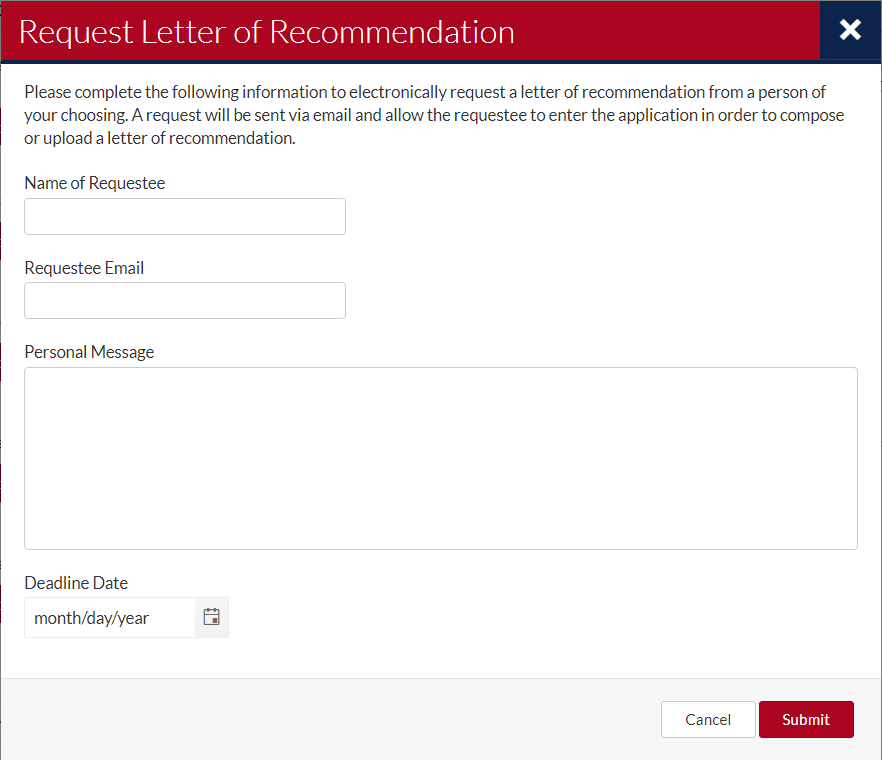 Request Letter of Recommendation
Please complete the following information to electronically request a letter of recommendation from a person of
your choosing. A request will be sent via email and allow the requestee to enter the application in order to compose
or upload a letter of recommendation.
Name of Requestee
Requestee Email
Personal Message
Deadline Date
month/day/year
Cancel Submit